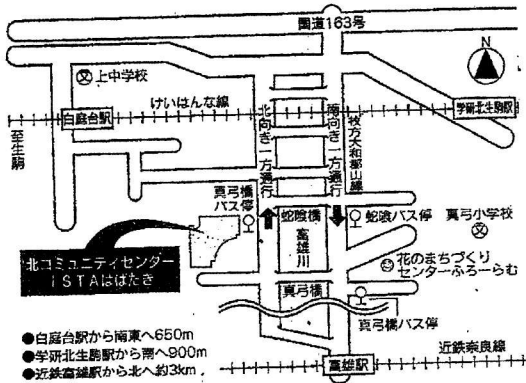 国道163号
N
上中学校
けいはんな線
白庭台駅
学研北生駒駅
至生駒
北向き一方通行
南向き一方通行
枚方大和郡山線
真弓
バス停
蛇喰橋
蛇喰バス停
真弓小学校
富雄川
北コミュニティセンター
ISTAはばたき
花のまちづくり
センターふろーらむ
真弓橋
真弓橋バス停
●白庭台駅から南東へ650m
●学研北生駒駅から南へ900m
●近鉄富雄駅から北へ約3km
近鉄奈良線
富雄駅